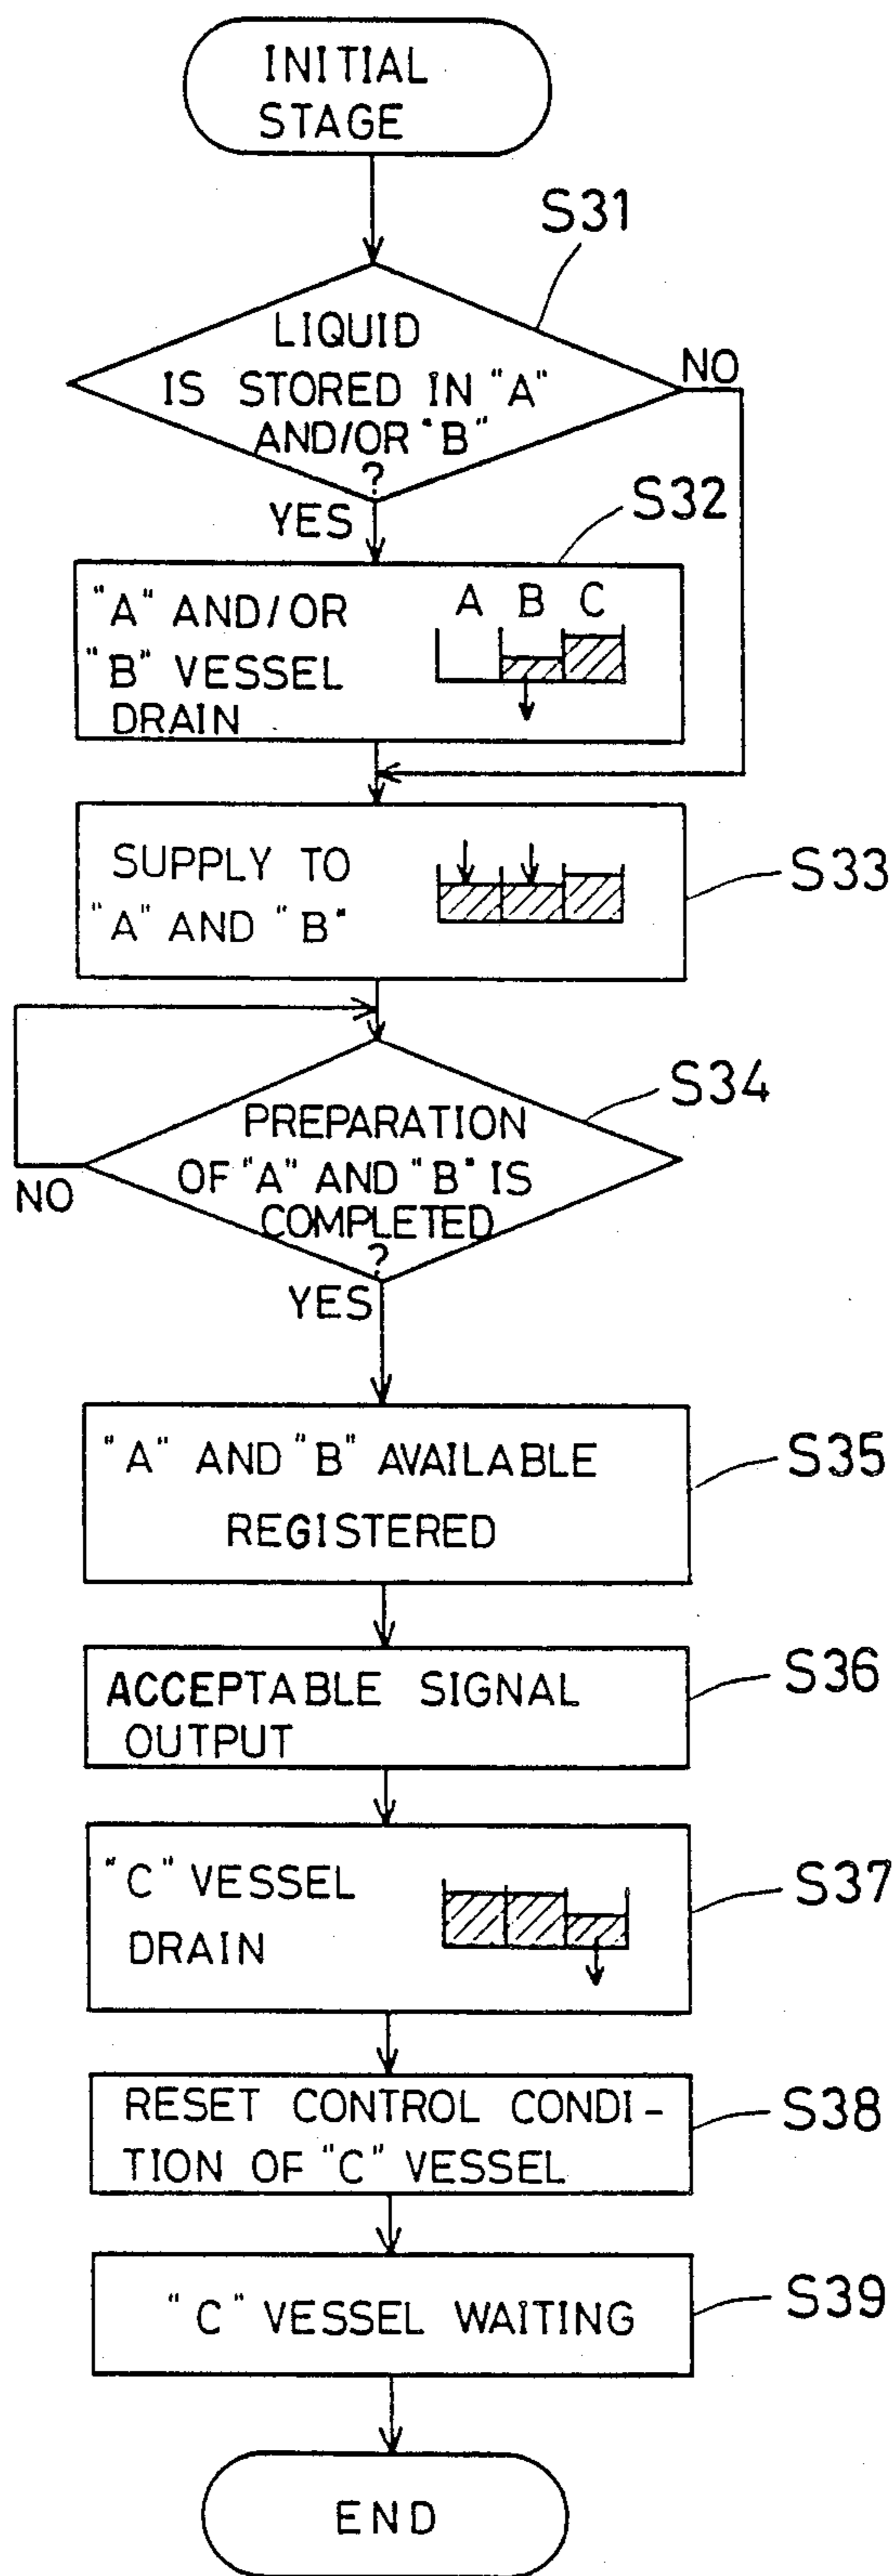 INITIAL
STAGE
S31
LIQUID
IS STORED IN "A"
AND/OR "B"
?
NO
YES
S32
"A" AND/OR
"B" VESSEL
DRAIN
A B C
SUPPLY TO
"A" AND "B"
S33
S34
PREPARATION
OF "A" AND "B" IS
COMPLETED
?
NO
YES
"A" AND "B" AVAILABLE
REGISTERED
S35
ACCEPTABLE SIGNAL
OUTPUT
S36
"C" VESSEL
DRAIN
S37
RESET CONTROL CONDI-
TION OF "C" VESSEL
S38
"C" VESSEL WAITING
S39
END